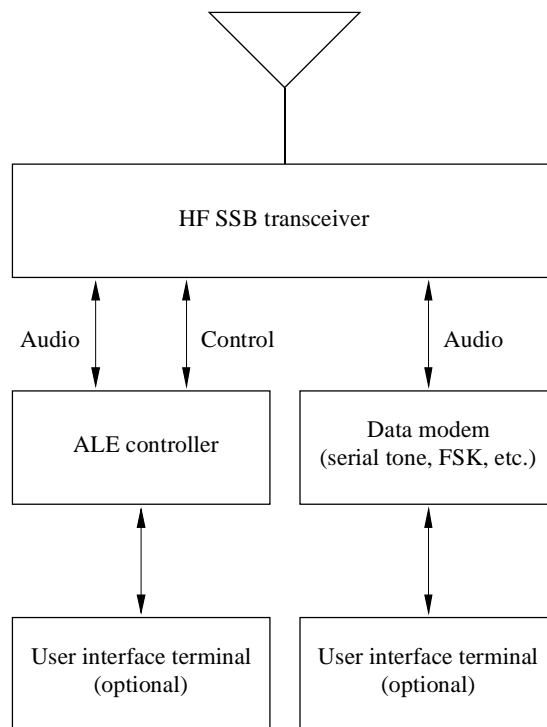 HF SSB transceiver
Audio
Control
Audio
ALE controller
Data modem
(serial tone, FSK, etc.)
User interface terminal
(optional)
User interface terminal
(optional)